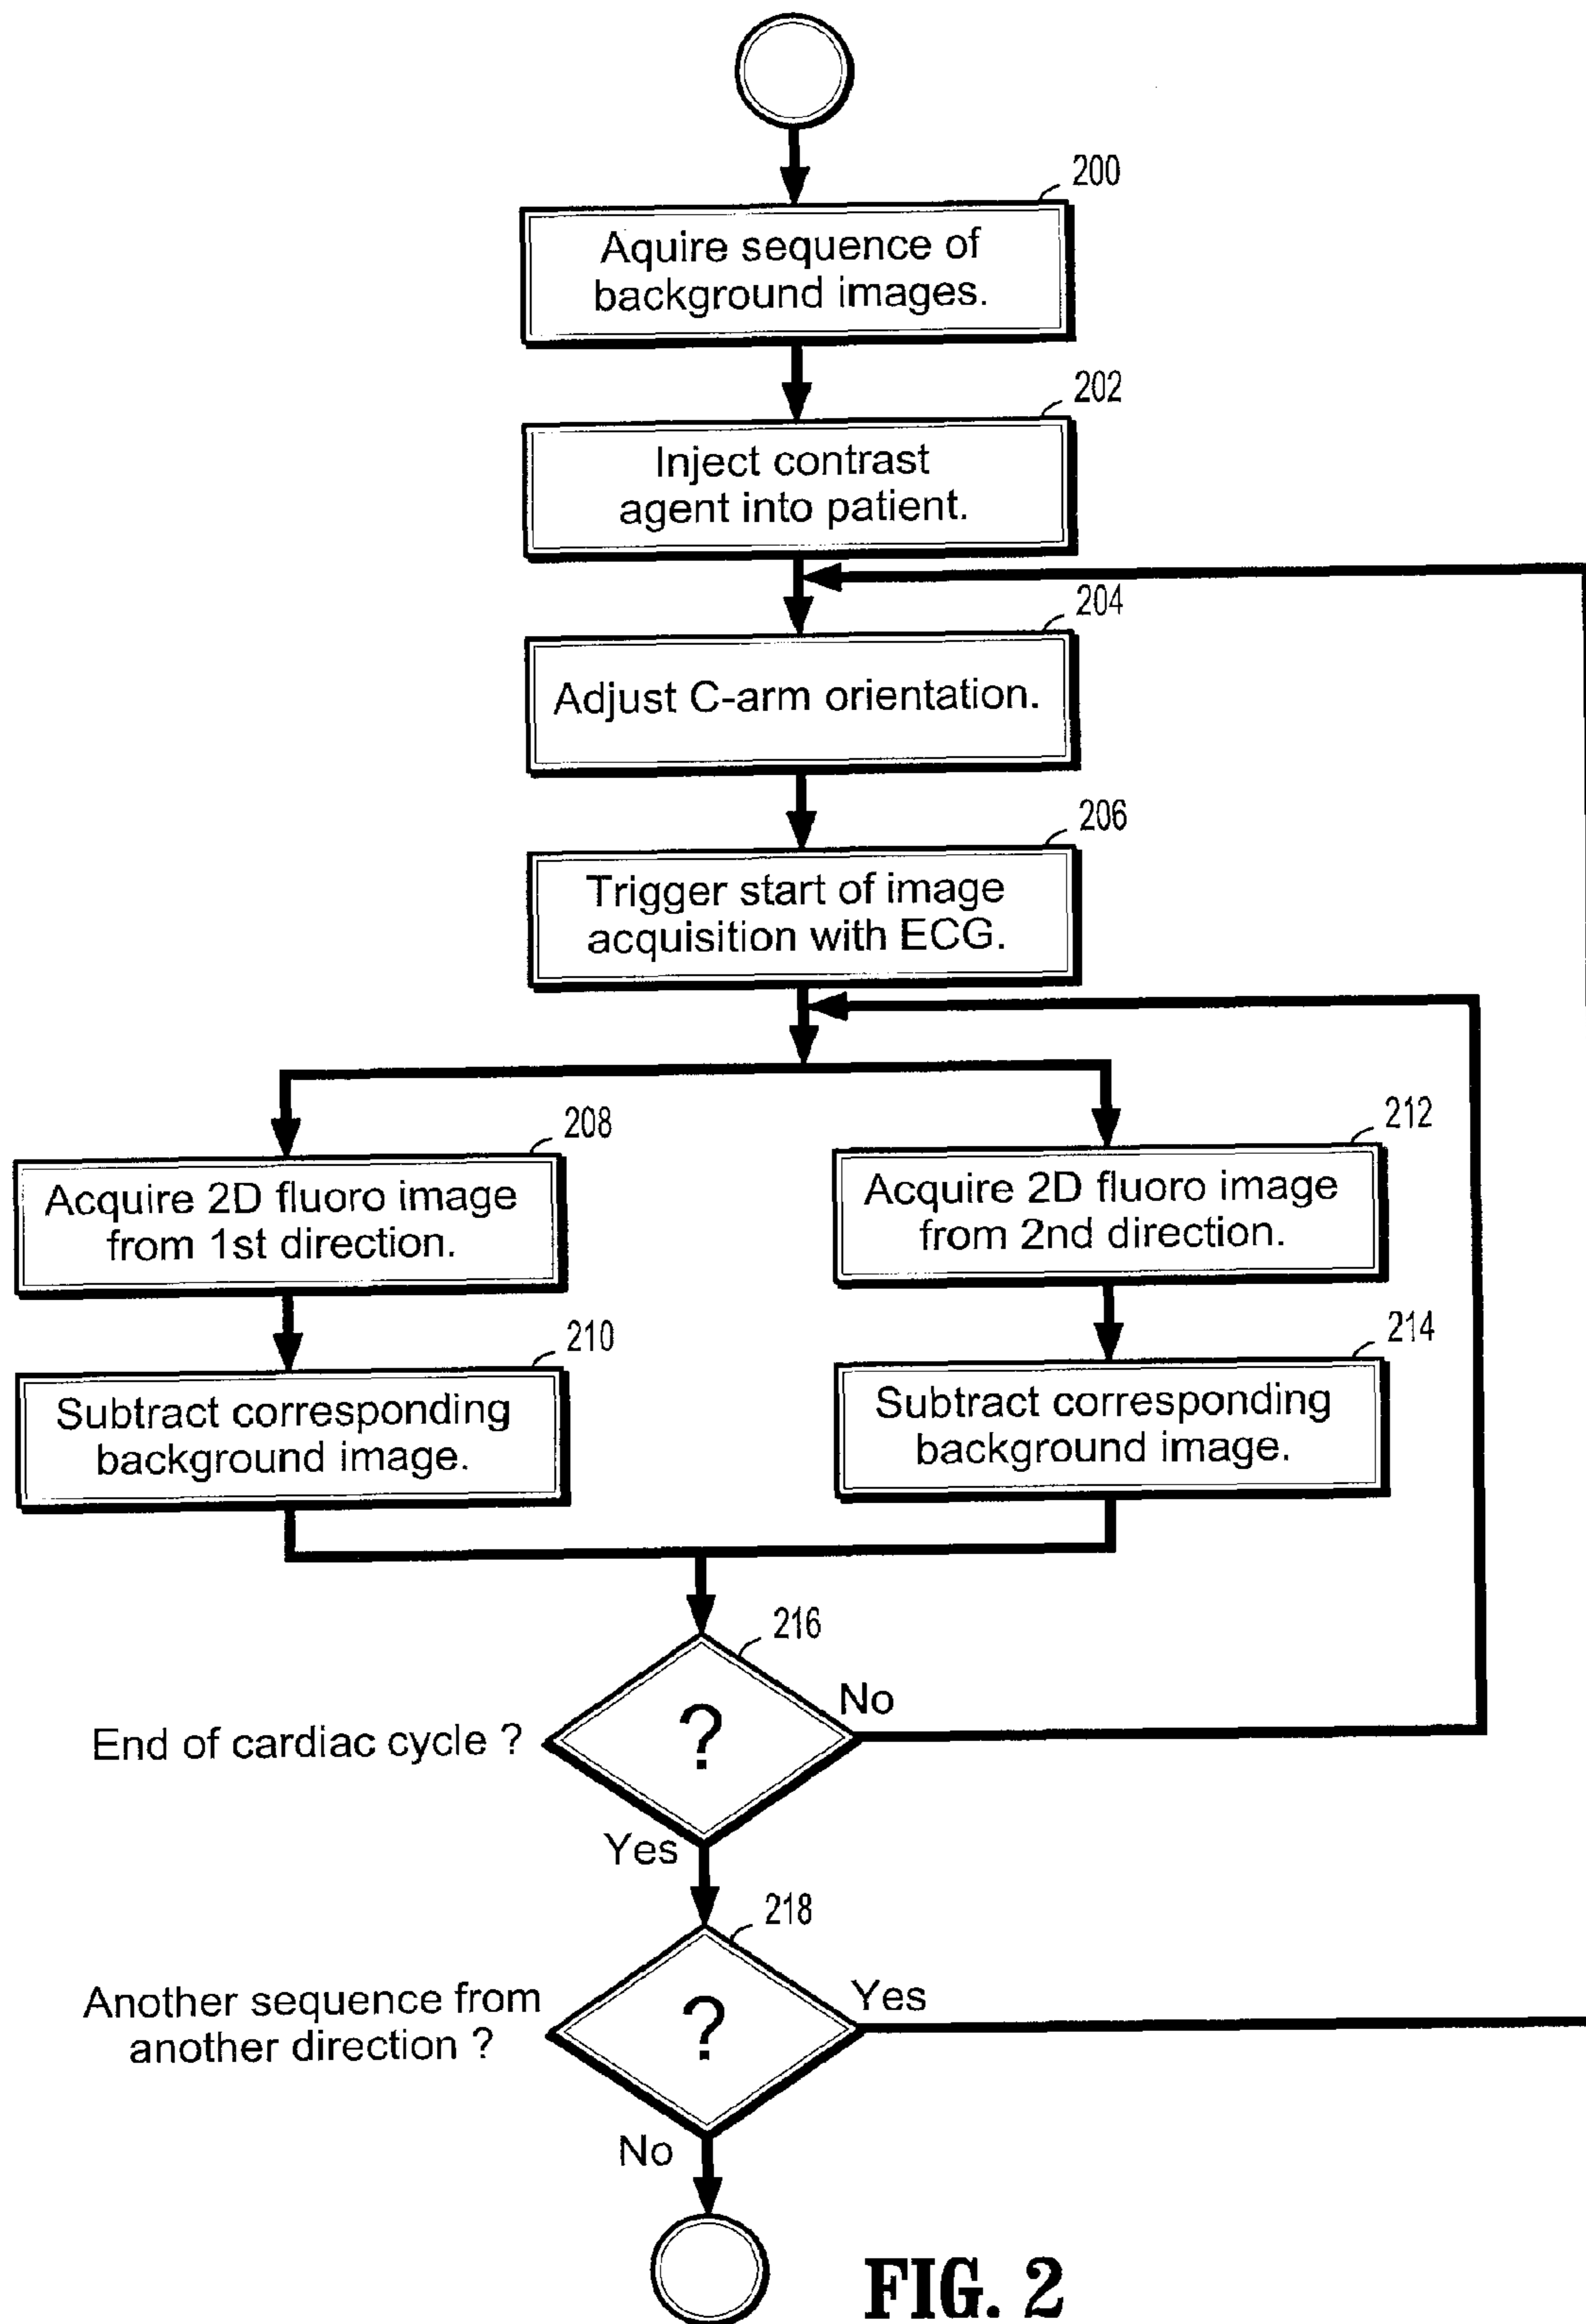 200
Aquire sequence of
background images.
202
Inject contrast
agent into patient.
204
Adjust C-arm orientation.
206
Trigger start of image
acquisition with ECG.
208
Acquire 2D fluoro image
from 1st direction.
212
Acquire 2D fluoro image
from 2nd direction.
210
Subtract corresponding
background image.
214
Subtract corresponding
background image.
216
End of cardiac cycle ?
?
No
Yes
218
Another sequence from
another direction ?
?
Yes
No
FIG. 2